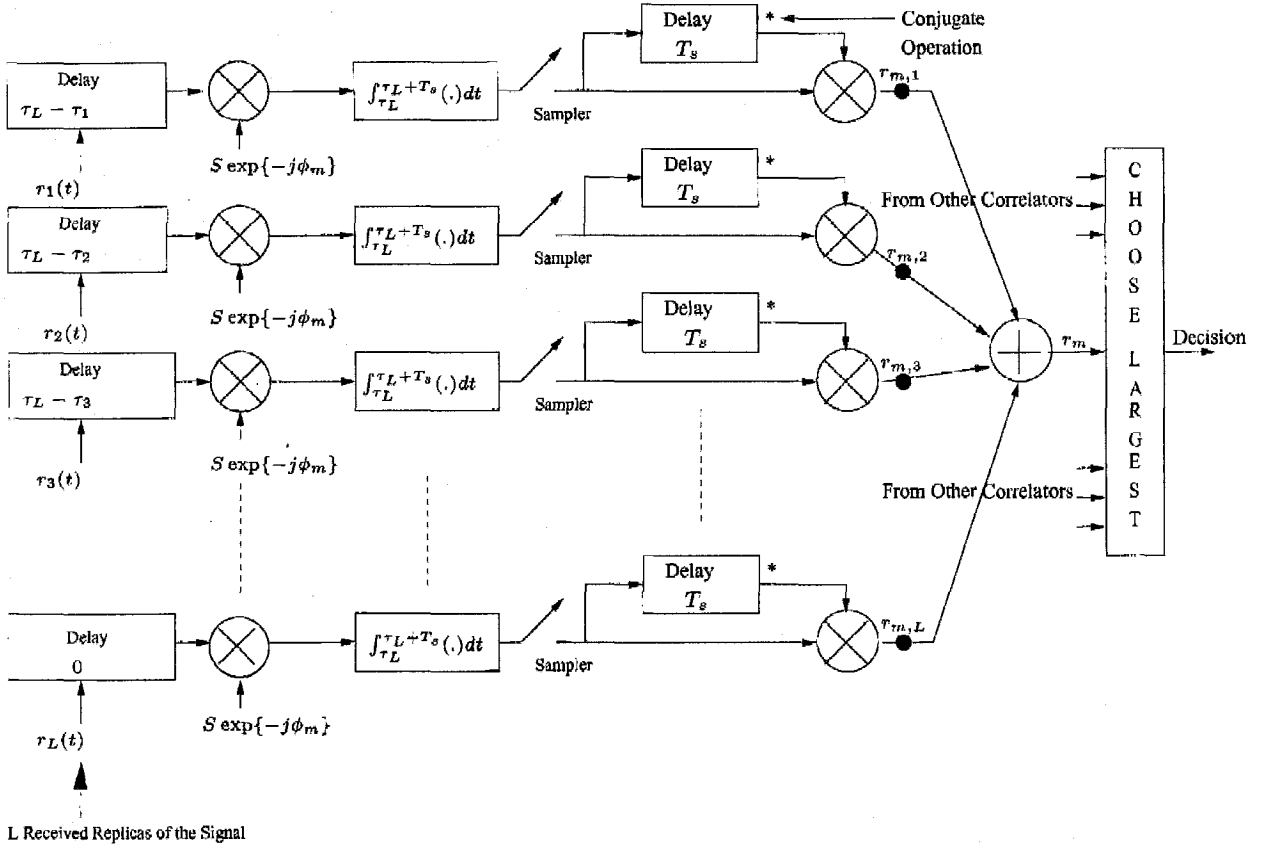 Delay
T_s
*
Conjugate
Operation
Delay
τ_L − τ_1
∫_{τ_L}^{τ_L+T_s}(.)dt
r_{m,1}
Sampler
S exp{−jφ_m}
r_1(t)
Delay
T_s
*
C
H
O
O
S
E
L
A
R
G
E
S
T
From Other Correlators
Delay
τ_L − τ_2
∫_{τ_L}^{τ_L+T_s}(.)dt
r_{m,2}
Sampler
S exp{−jφ_m}
r_2(t)
Delay
T_s
*
r_m
Decision
Delay
τ_L − τ_3
∫_{τ_L}^{τ_L+T_s}(.)dt
r_{m,3}
Sampler
S exp{−jφ_m}
r_3(t)
From Other Correlators
Delay
T_s
*
Delay
0
∫_{τ_L}^{τ_L+T_s}(.)dt
r_{m,L}
Sampler
S exp{−jφ_m}
r_L(t)
L Received Replicas of the Signal